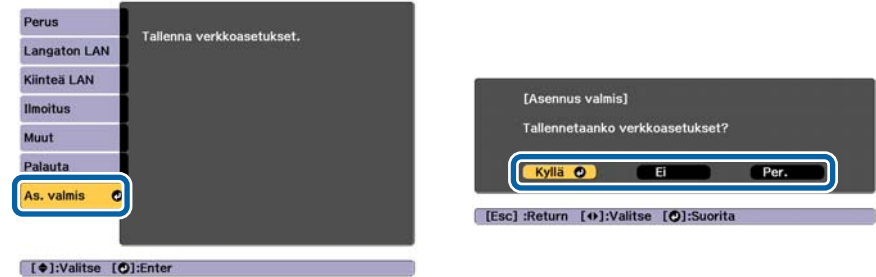 Perus
Langaton LAN
Kiinteä LAN
Ilmoitus
Muut
Palauta
As. valmis
Tallenna verkkoasetukset.
[◆]:Valitse [⏎]:Enter
[Asennus valmis]
Tallennetaanko verkkoasetukset?
Kyllä ⏎ Ei Per.
[Esc] :Return [◆]:Valitse [⏎]:Suorita